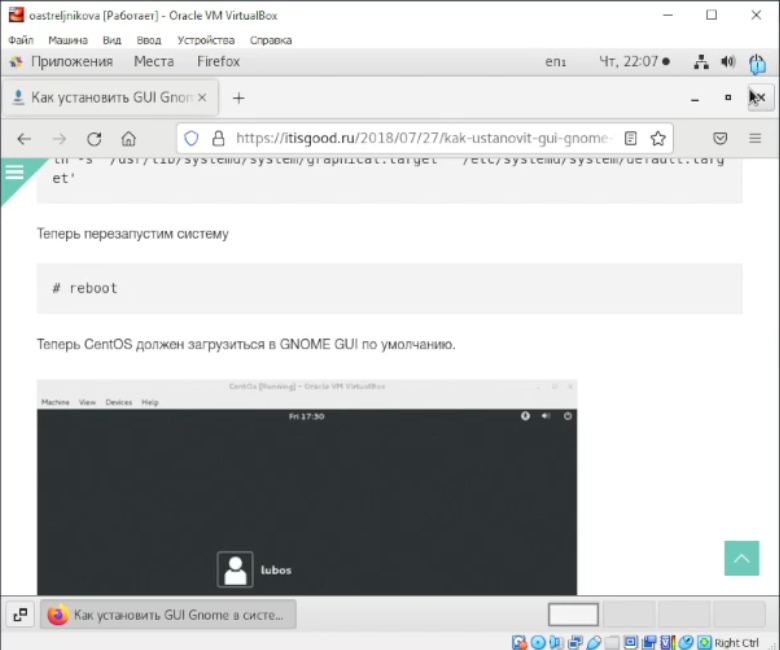 oastreljnikova [Работает] - Oracle VM VirtualBox
Файл Машина Вид Ввод Устройства Справка
Приложения Места Firefox en₁ Чт, 22:07
Как установить GUI Gnom
https://itisgood.ru/2018/07/27/kak-ustanovit-gui-gnome-
ln -s '/usr/lib/systemd/system/graphical.target' '/etc/systemd/system/default.targ
et'
Теперь перезапустим систему
# reboot
Теперь CentOS должен загрузиться в GNOME GUI по умолчанию.
CentOs [Running] - Oracle VM VirtualBox
Machine View Devices Help
Fri 17:30
lubos
Как установить GUI Gnome в систе...
Right Ctrl